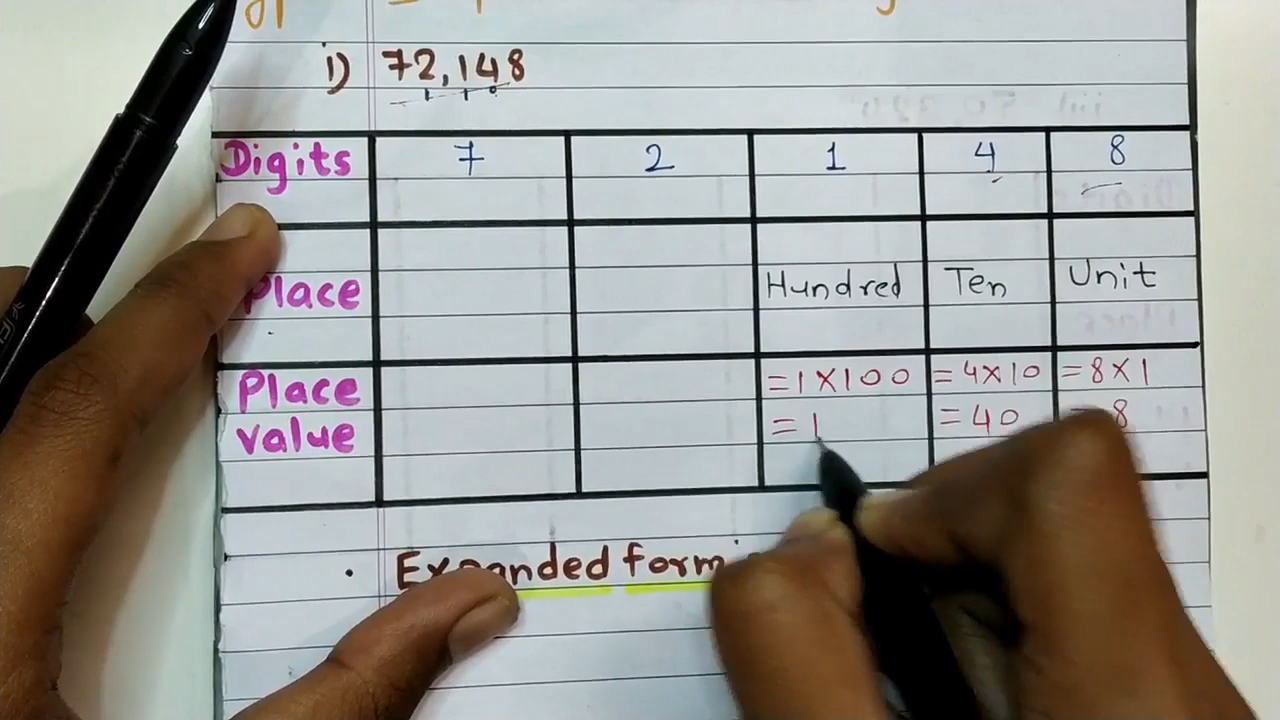 i) 72,148
Digits 7 2 1 4 8
Place Hundred Ten Unit
Place =1×100 =4×10 =8×1
value =1 =40 =8
. Expanded form